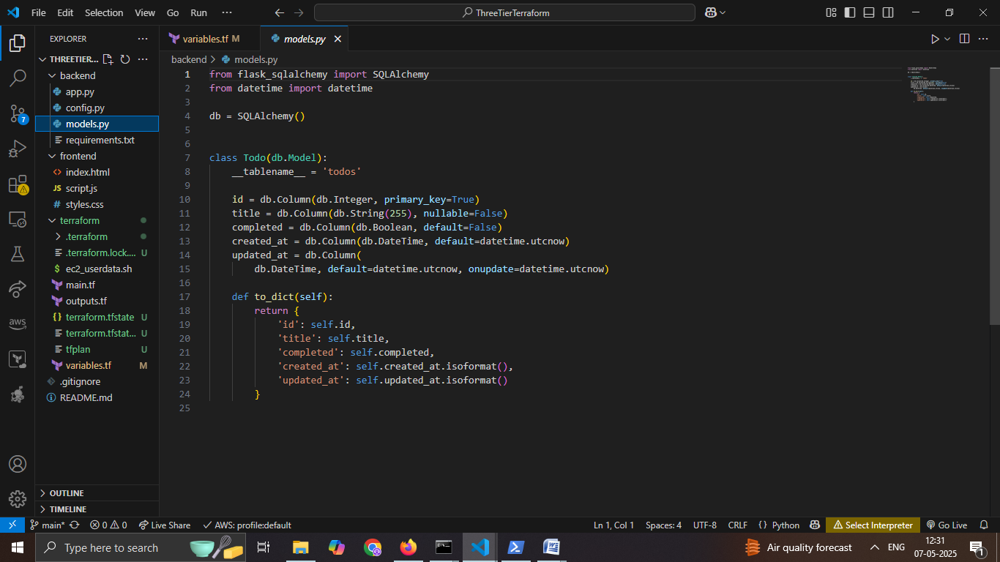 File Edit Selection View Go Run ··· ThreeTierTerraform
EXPLORER ···
THREETIER... ···
backend
app.py
config.py
models.py
requirements.txt
frontend
<> index.html
JS script.js
# styles.css
terraform
.terraform
.terraform.lock.... U
$ ec2_userdata.sh
main.tf
outputs.tf
{} terraform.tfstate U
terraform.tfstat... U
tfplan U
variables.tf M
.gitignore
README.md
OUTLINE
TIMELINE
7
aws
variables.tf M models.py
backend > models.py
1 from flask_sqlalchemy import SQLAlchemy
2 from datetime import datetime
3
4 db = SQLAlchemy()
5
6
7 class Todo(db.Model):
8     __tablename__ = 'todos'
9
10     id = db.Column(db.Integer, primary_key=True)
11     title = db.Column(db.String(255), nullable=False)
12     completed = db.Column(db.Boolean, default=False)
13     created_at = db.Column(db.DateTime, default=datetime.utcnow)
14     updated_at = db.Column(
15         db.DateTime, default=datetime.utcnow, onupdate=datetime.utcnow)
16
17     def to_dict(self):
18         return {
19             'id': self.id,
20             'title': self.title,
21             'completed': self.completed,
22             'created_at': self.created_at.isoformat(),
23             'updated_at': self.updated_at.isoformat()
24         }
25
main* 0 0 Live Share AWS: profile:default Ln 1, Col 1 Spaces: 4 UTF-8 CRLF {} Python Select Interpreter Go Live
Type here to search Air quality forecast ENG 12:31
07-05-2025 1